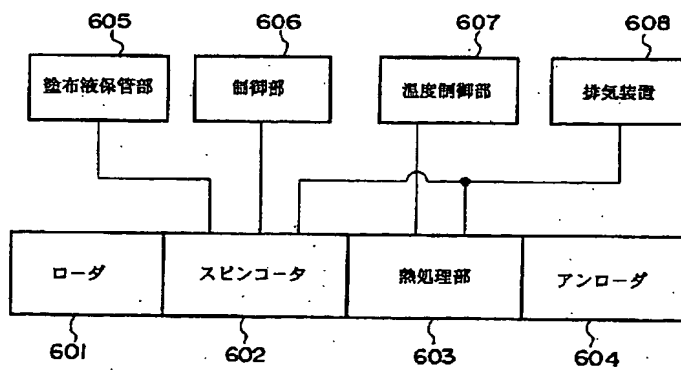 605
606
607
608
塗布液保管部
制御部
温度制御部
排気装置
ローダ
スピンコータ
熱処理部
アンローダ
601
602
603
604